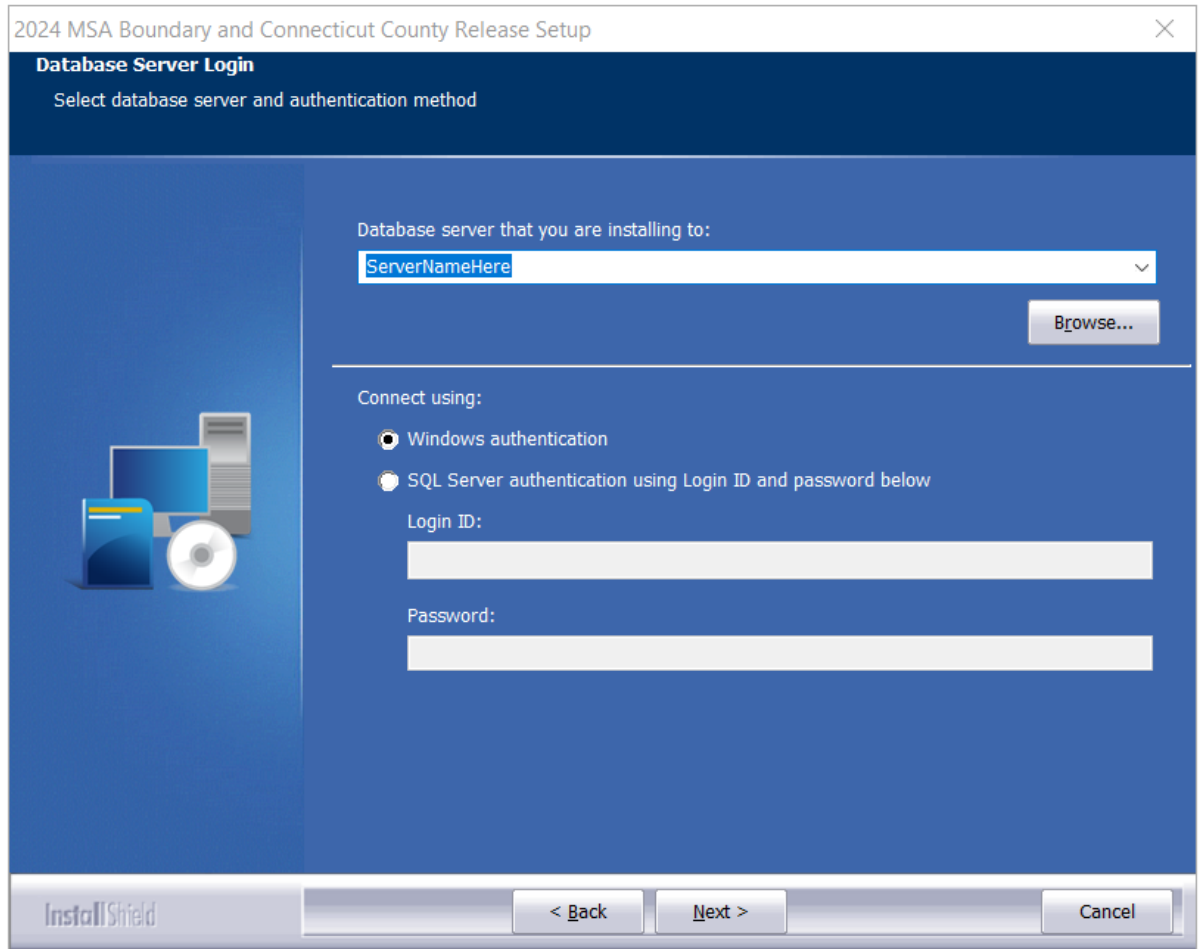 2024 MSA Boundary and Connecticut County Release Setup
Database Server Login
Select database server and authentication method
Database server that you are installing to:
ServerNameHere
Browse...
Connect using:
Windows authentication
SQL Server authentication using Login ID and password below
Login ID:
Password:
InstallShield
< Back
Next >
Cancel